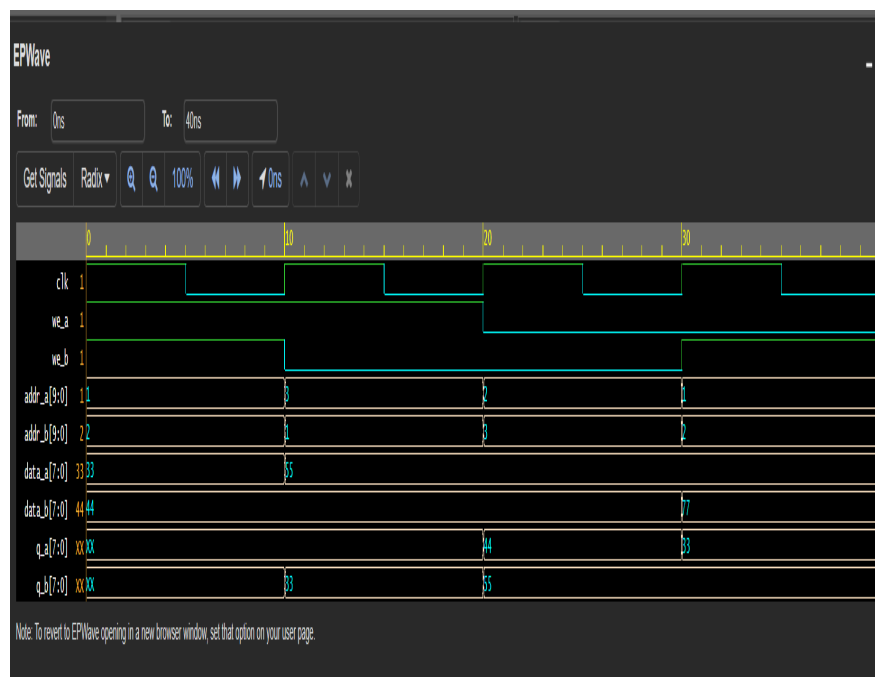 EPWave
From: 0ns To: 40ns
Get Signals Radix 100% 0ns
0 10 20 30
clk 1
we_a 1
we_b 1
addr_a[9:0] 1 1 3 2 1
addr_b[9:0] 2 2 1 3 2
data_a[7:0] 33 33 55
data_b[7:0] 44 44 77
q_a[7:0] XX XX 44 33
q_b[7:0] XX XX 33 55
Note: To revert to EPWave opening in a new browser window, set that option on your user page.